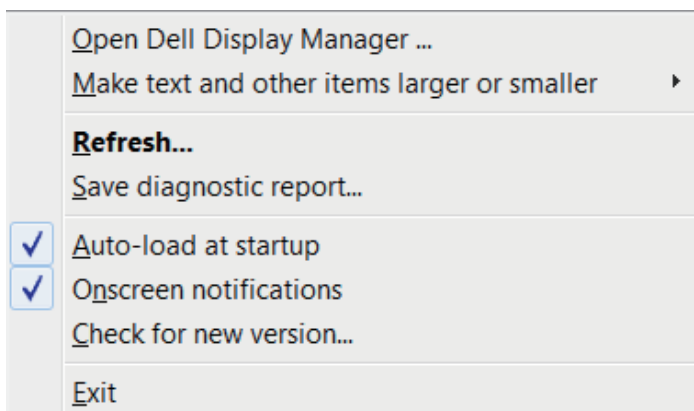 Open Dell Display Manager ...
Make text and other items larger or smaller
Refresh...
Save diagnostic report...
Auto-load at startup
Onscreen notifications
Check for new version...
Exit